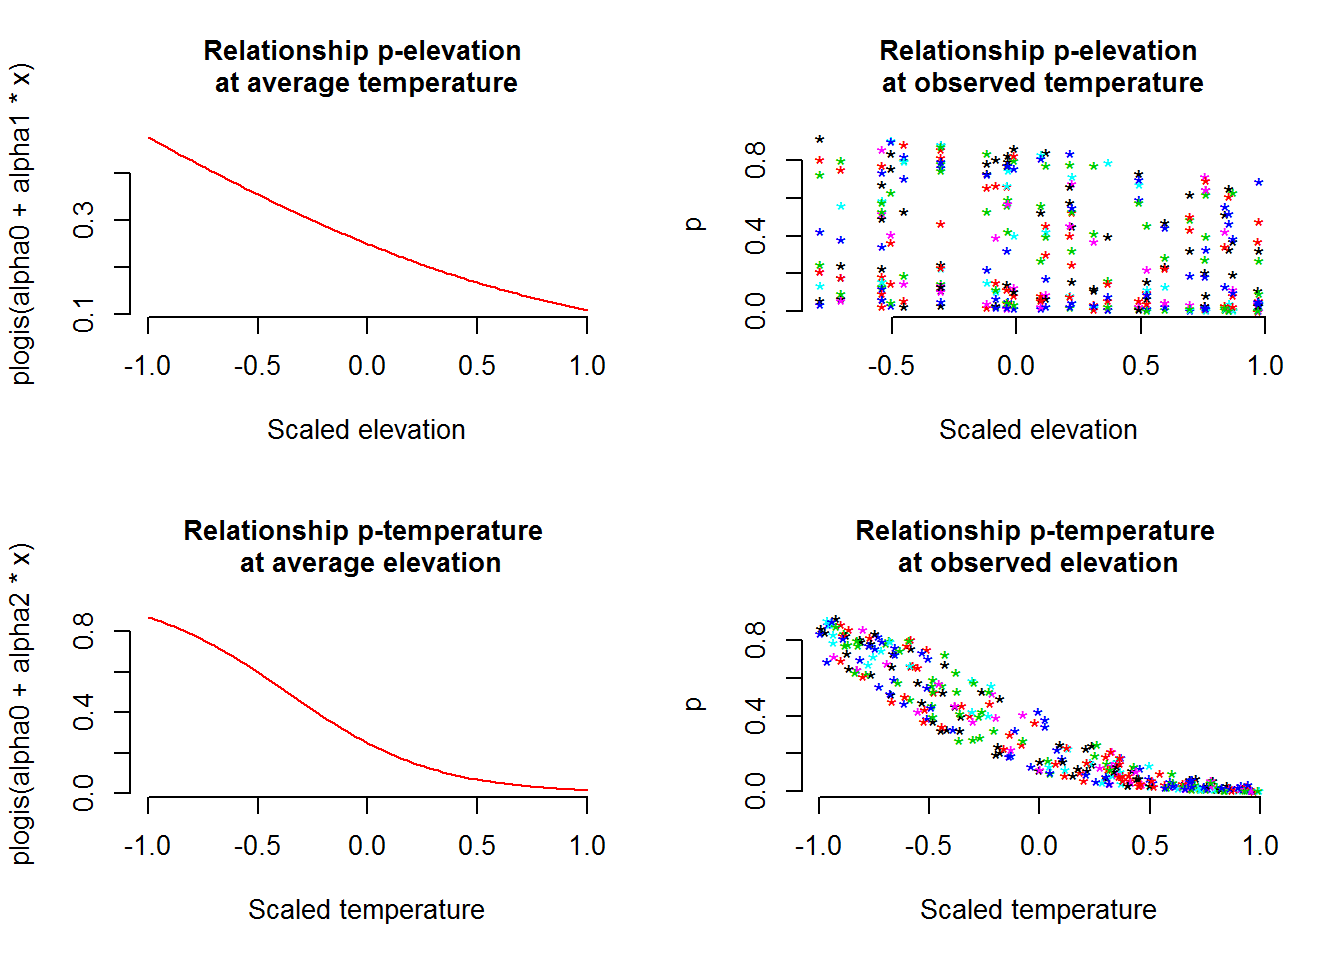 Relationship p-elevation
at average temperature
plogis(alpha0 + alpha1 * x)
0.1 0.3
-1.0 -0.5 0.0 0.5 1.0
Scaled elevation
Relationship p-elevation
at observed temperature
p
0.0 0.4 0.8
-0.5 0.0 0.5 1.0
Scaled elevation
Relationship p-temperature
at average elevation
plogis(alpha0 + alpha2 * x)
0.0 0.4 0.8
-1.0 -0.5 0.0 0.5 1.0
Scaled temperature
Relationship p-temperature
at observed elevation
p
0.0 0.4 0.8
-1.0 -0.5 0.0 0.5 1.0
Scaled temperature